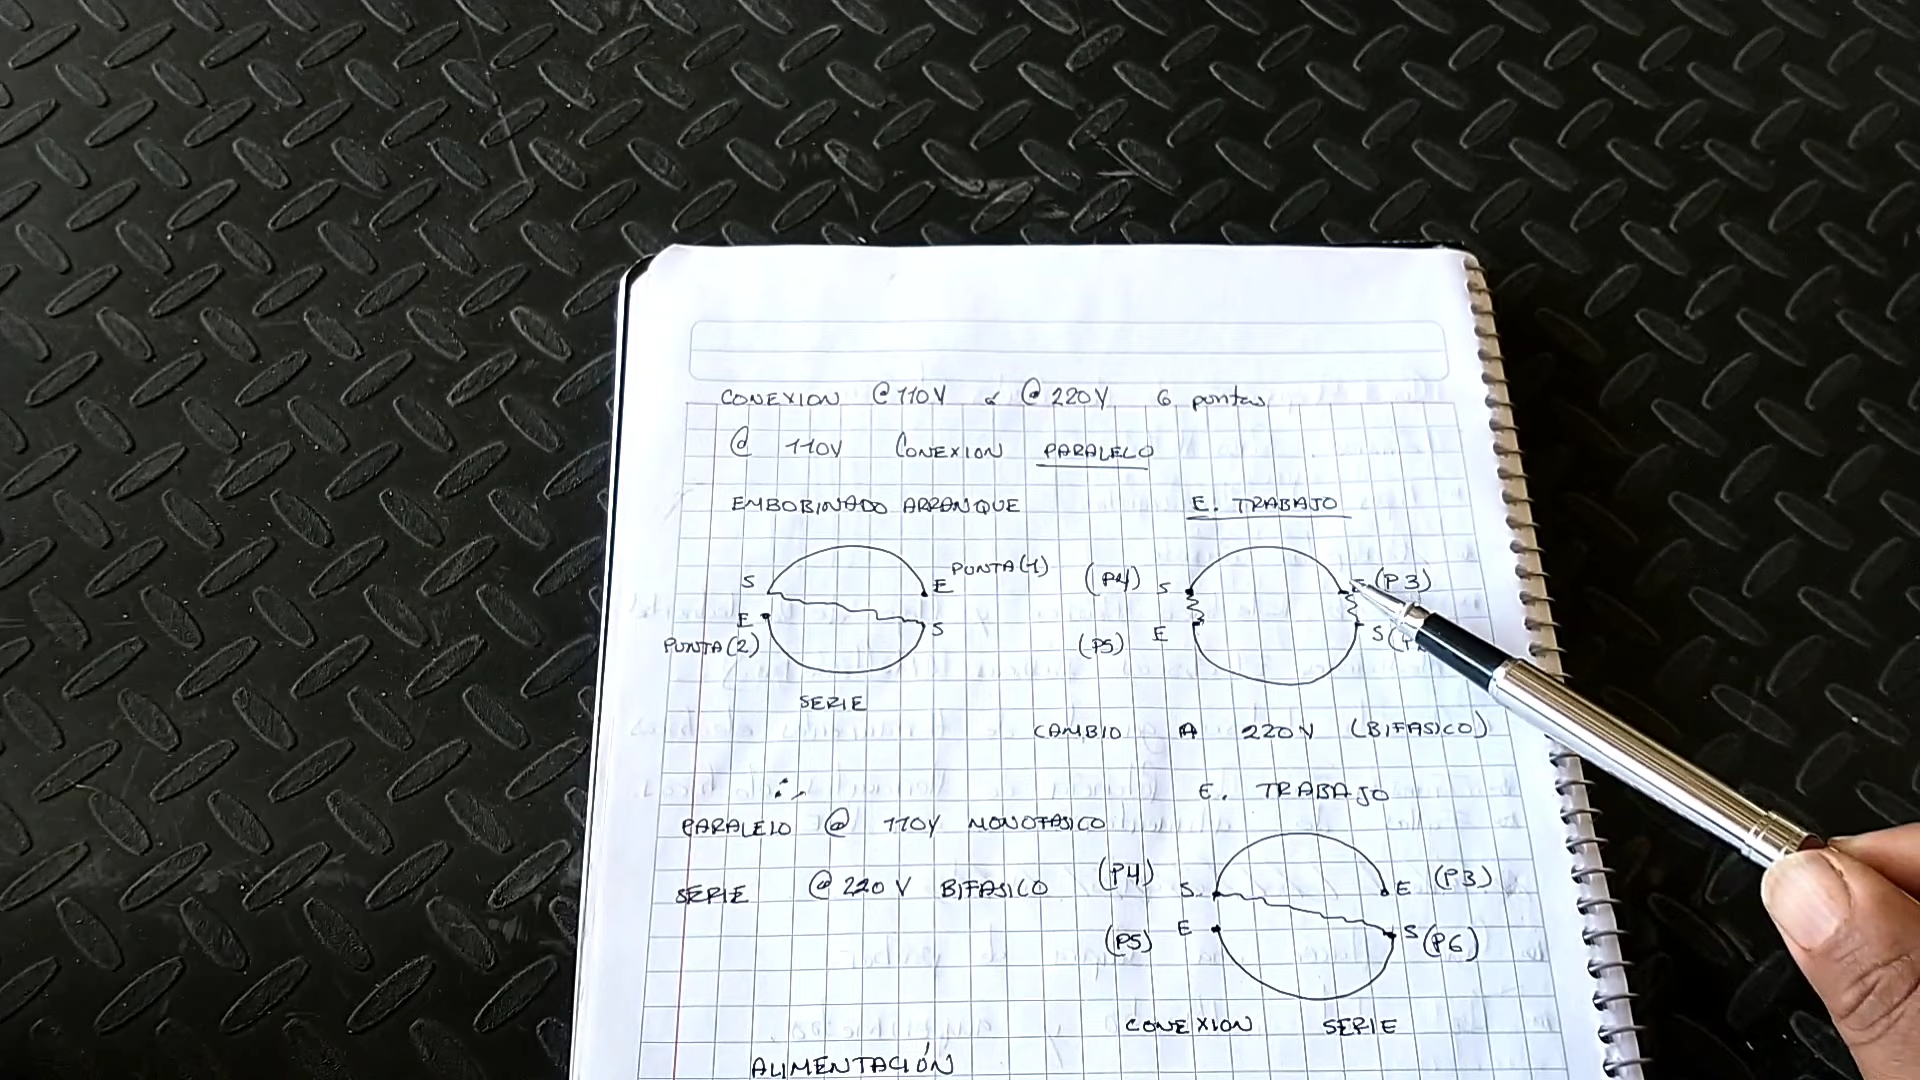 CONEXION @ 110V & @ 220V 6 puntas
@ 110V CONEXION PARALELO
EMBOBINADO ARRANQUE
S E PUNTA(1)
E S
PUNTA(2)
SERIE
E. TRABAJO
(P4) S (P3)
(P5) E S
CAMBIO A 220V (BIFASICO)
PARALELO @ 110V MONOFASICO
SERIE @ 220V BIFASICO
E. TRABAJO
(P4) S E (P3)
(P5) E S (P6)
CONEXION SERIE
ALIMENTACIÓN